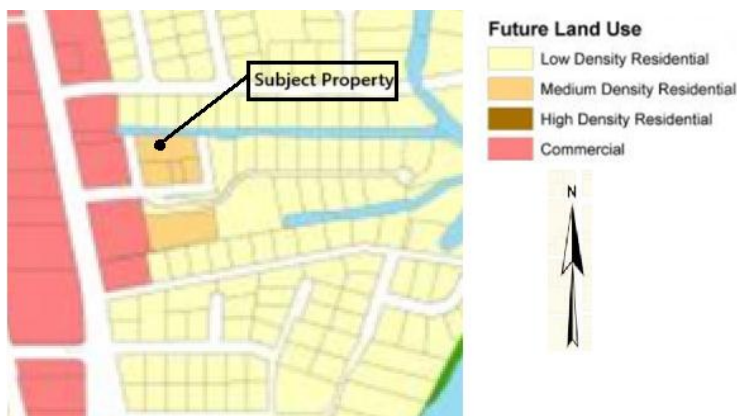 Subject Property
Future Land Use
Low Density Residential
Medium Density Residential
High Density Residential
Commercial
N